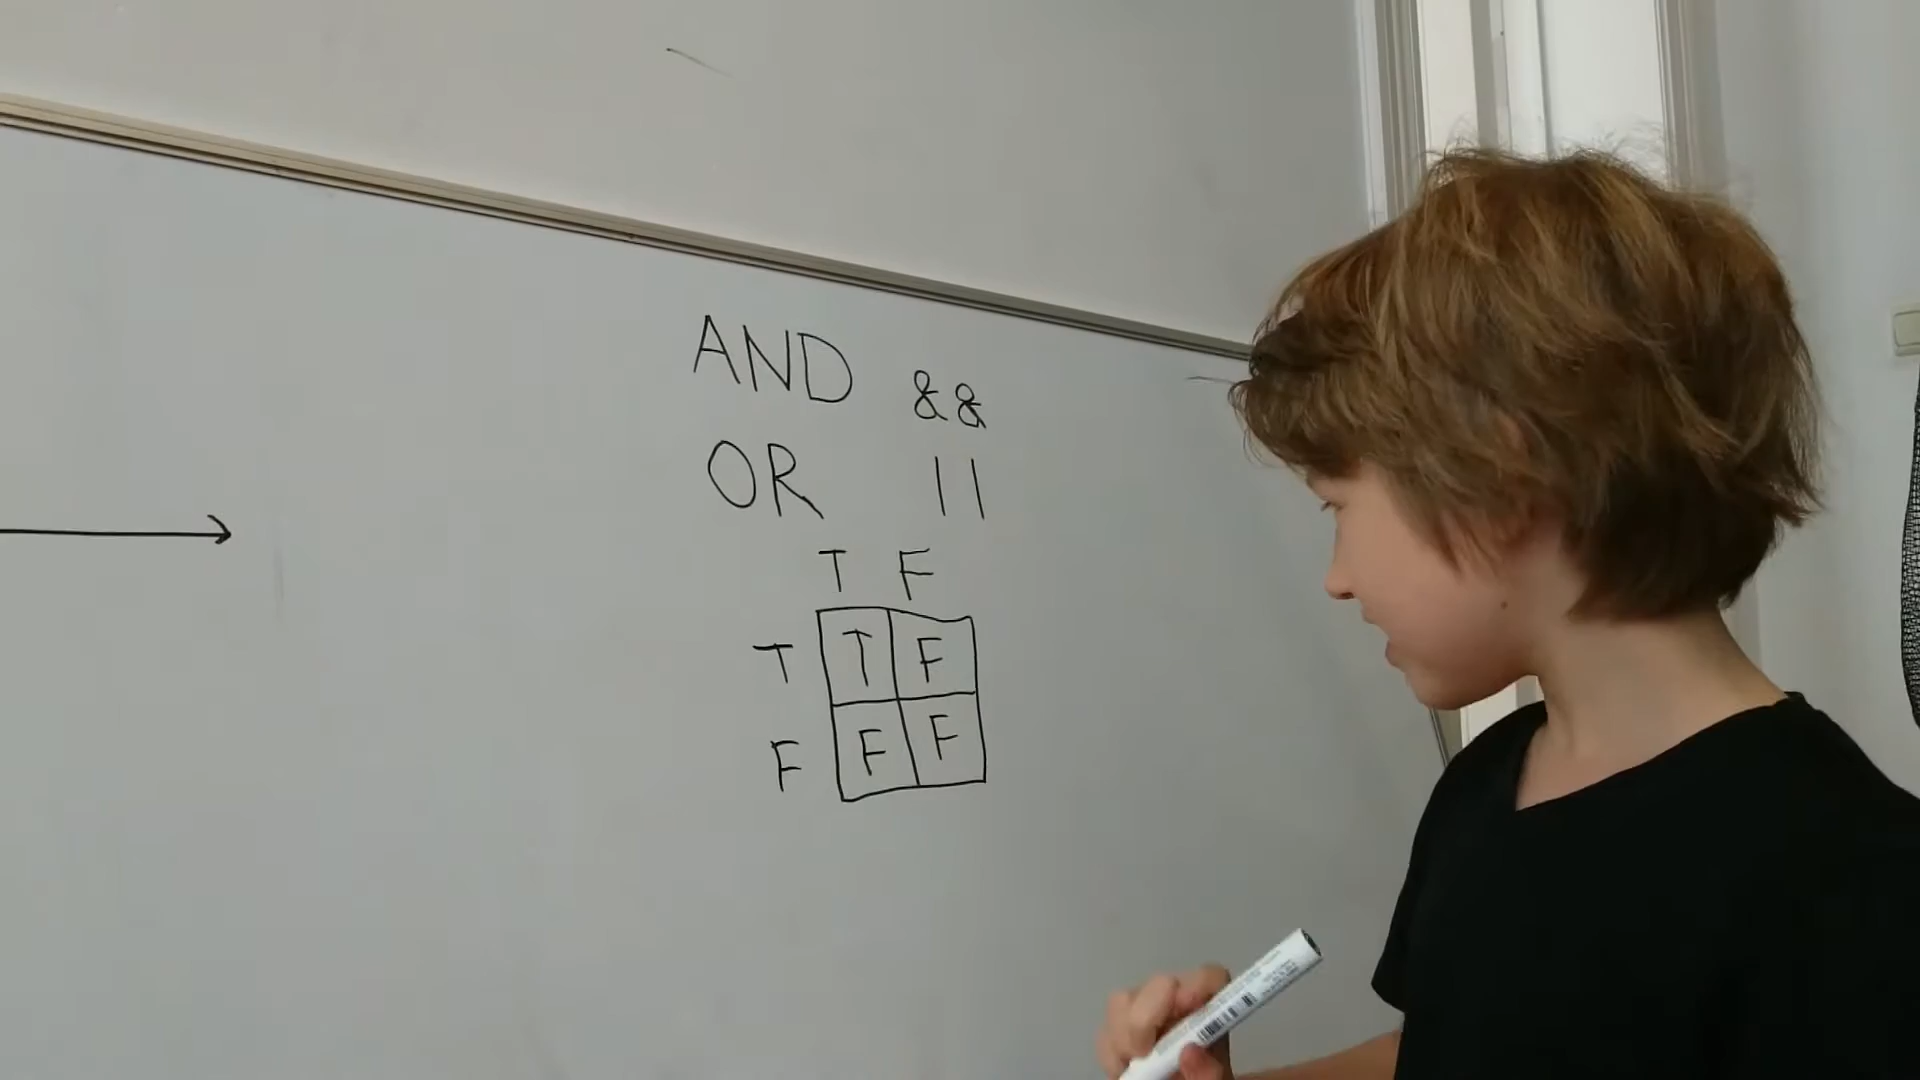 AND &&
OR ||
T F
T T F
F F F